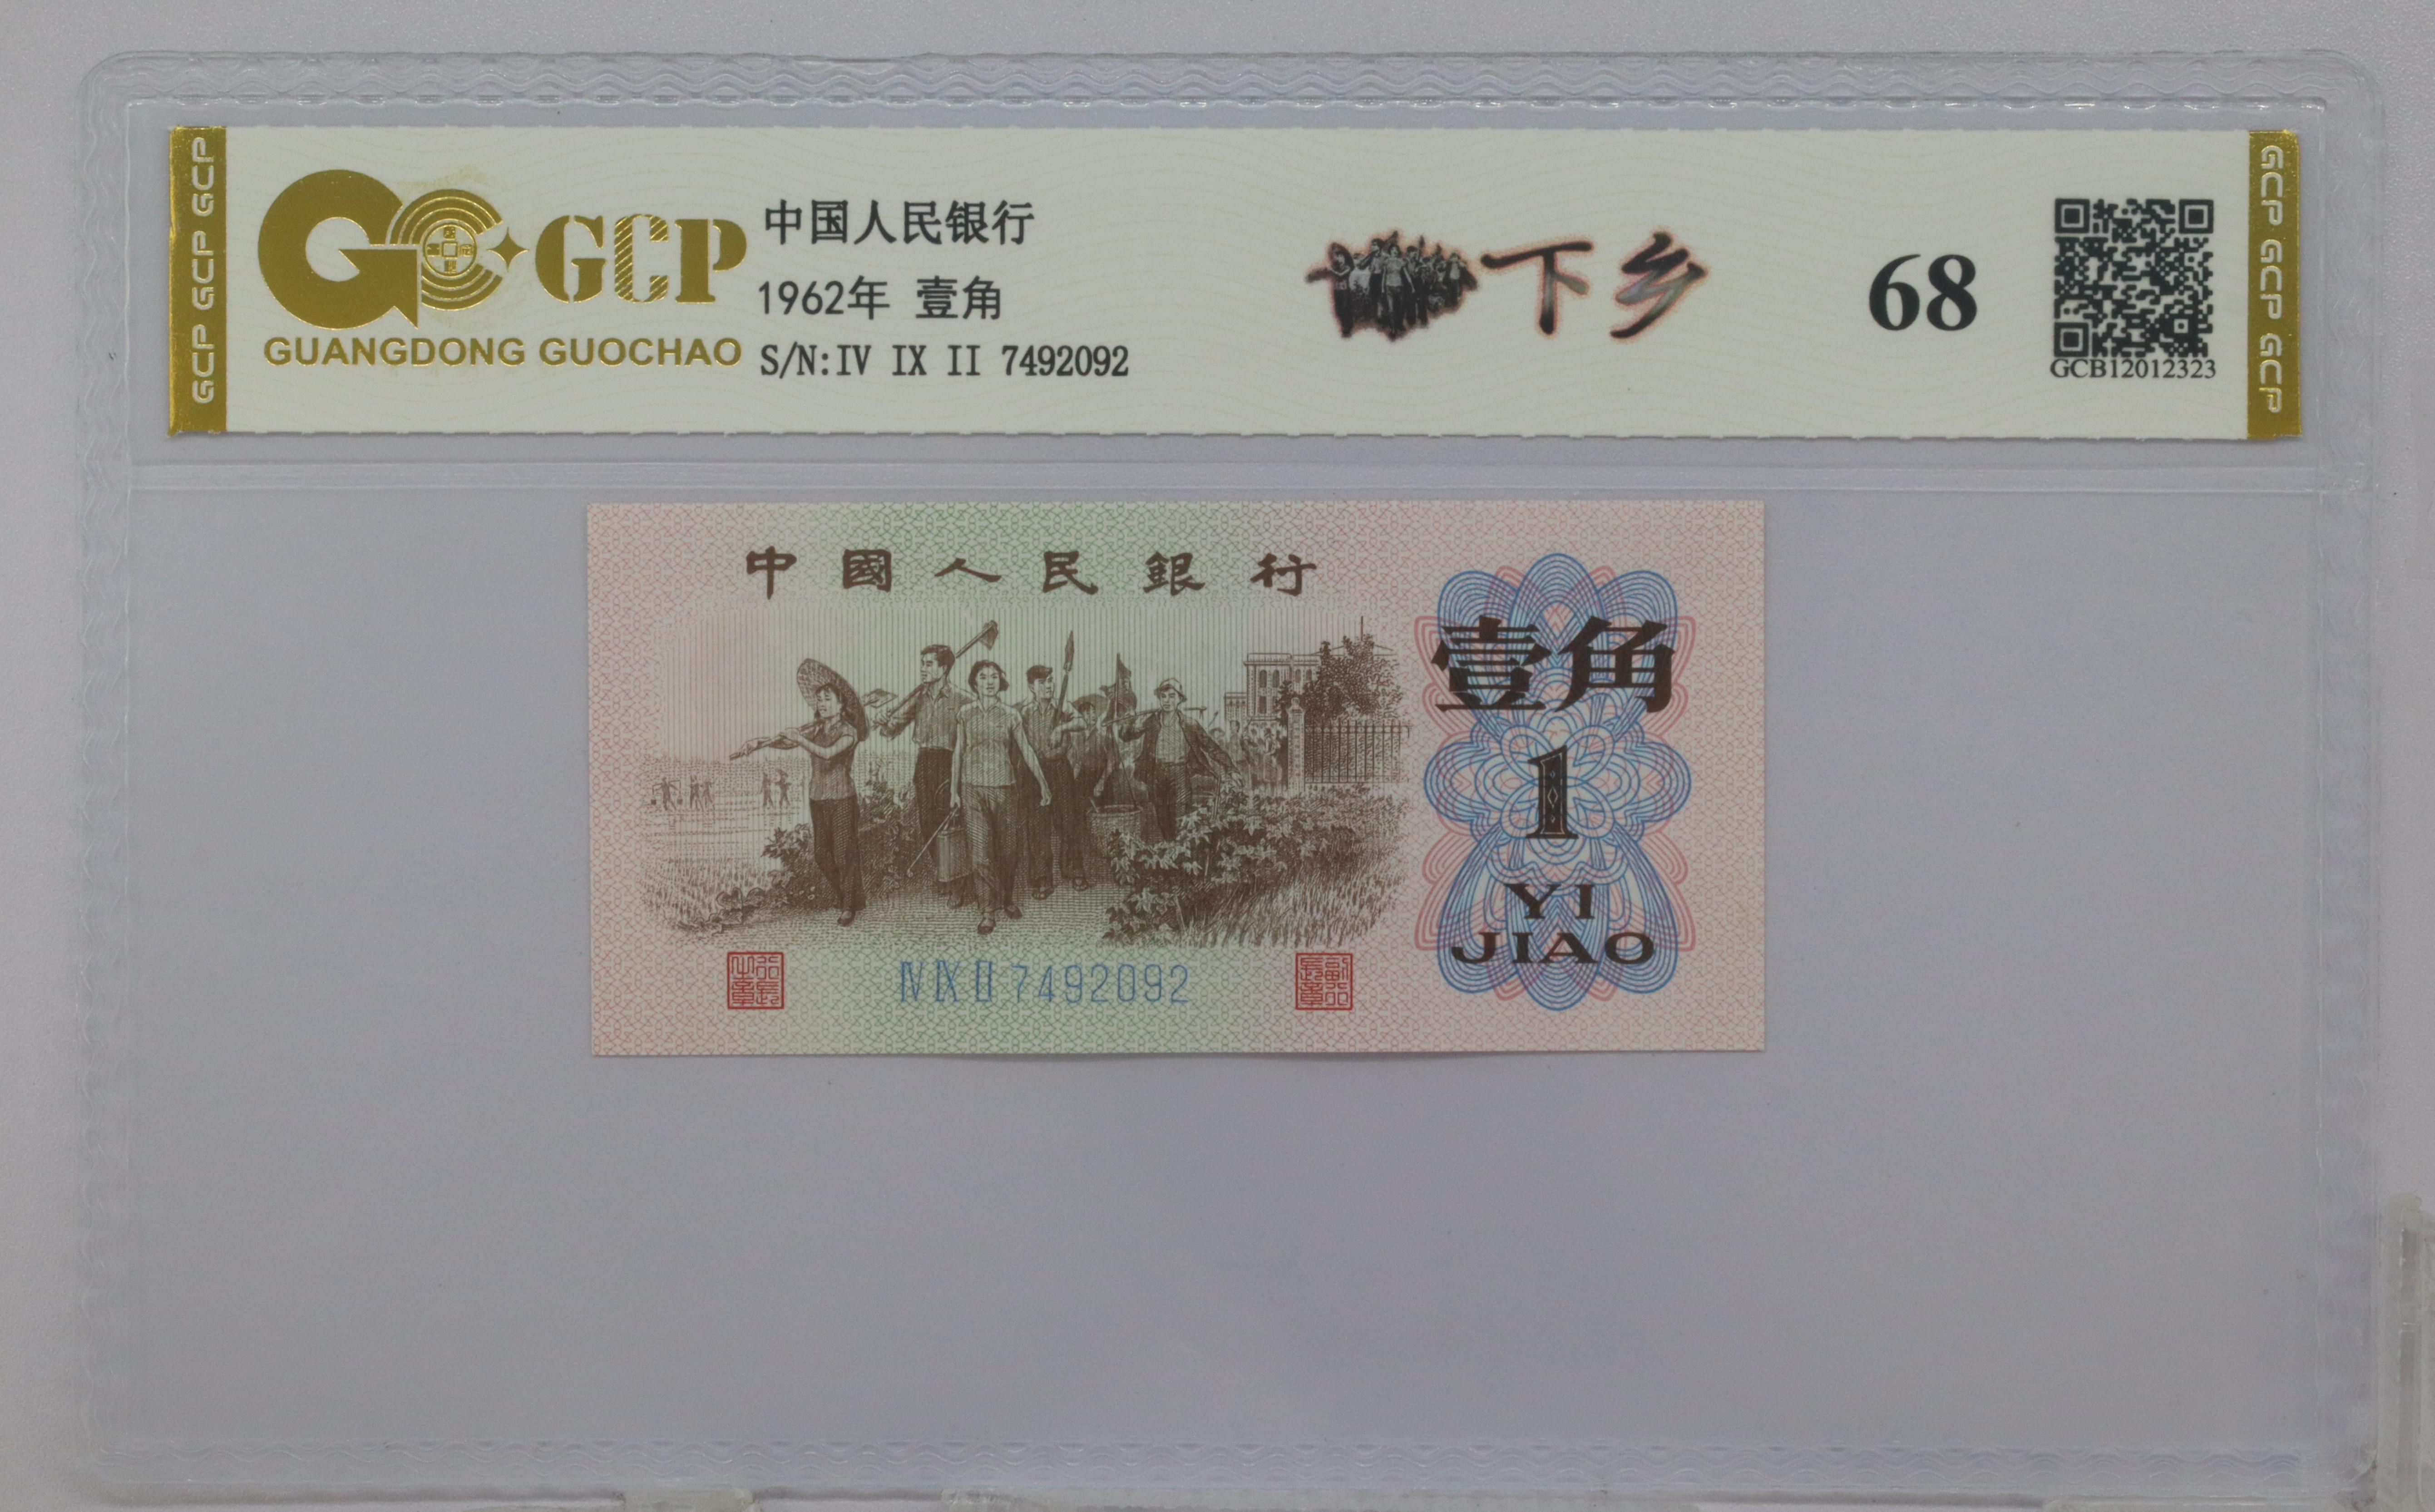 GCP GCP GCP
GCP
GUANGDONG GUOCHAO
中国人民银行
1962年 壹角
S/N:IV IX II 7492092
下乡
68
GCB12012323
GCP GCP GCP
中國人民銀行
壹角
1
YI
JIAO
IV IX II 7492092